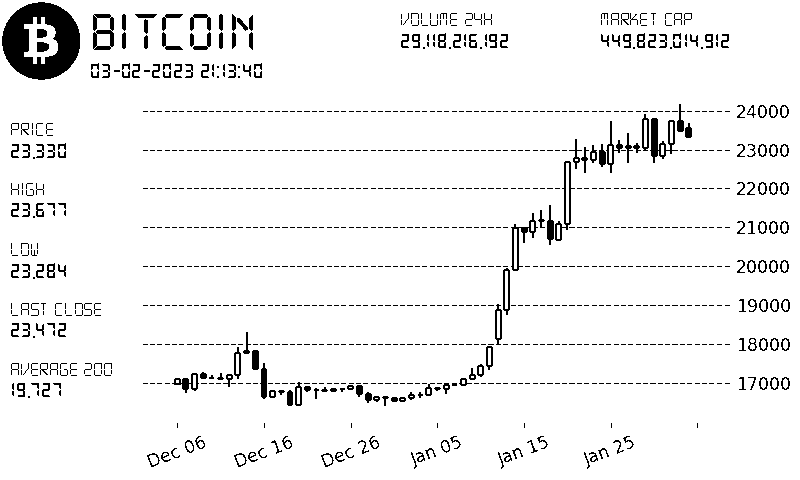 BITCOIN
03-02-2023 21:13:40
VOLUME 24H
29,118,216,192
MARKET CAP
449,823,014,912
PRICE
23,330
HIGH
23,677
LOW
23,284
LAST CLOSE
23,472
AVERAGE 200
19,727
24000
23000
22000
21000
20000
19000
18000
17000
Dec 06
Dec 16
Dec 26
Jan 05
Jan 15
Jan 25